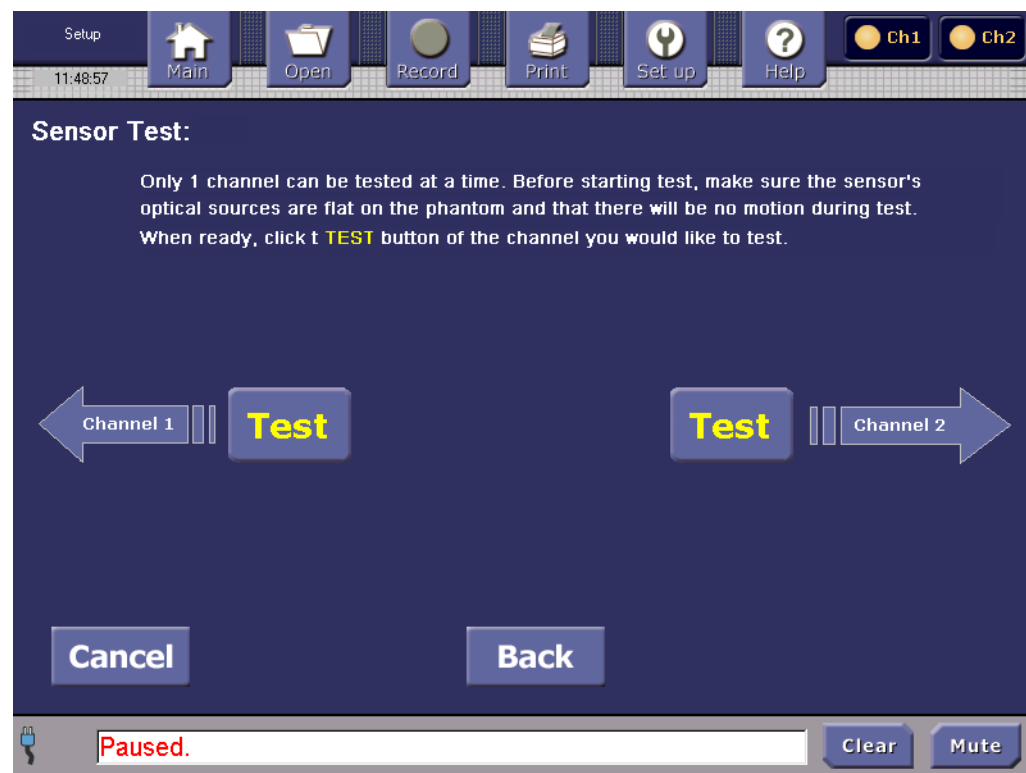 Setup
11:48:57
Main
Open
Record
Print
Set up
Help
Ch1
Ch2
Sensor Test:
Only 1 channel can be tested at a time. Before starting test, make sure the sensor's
optical sources are flat on the phantom and that there will be no motion during test.
When ready, click t TEST button of the channel you would like to test.
Channel 1
Test
Test
Channel 2
Cancel
Back
Paused.
Clear
Mute